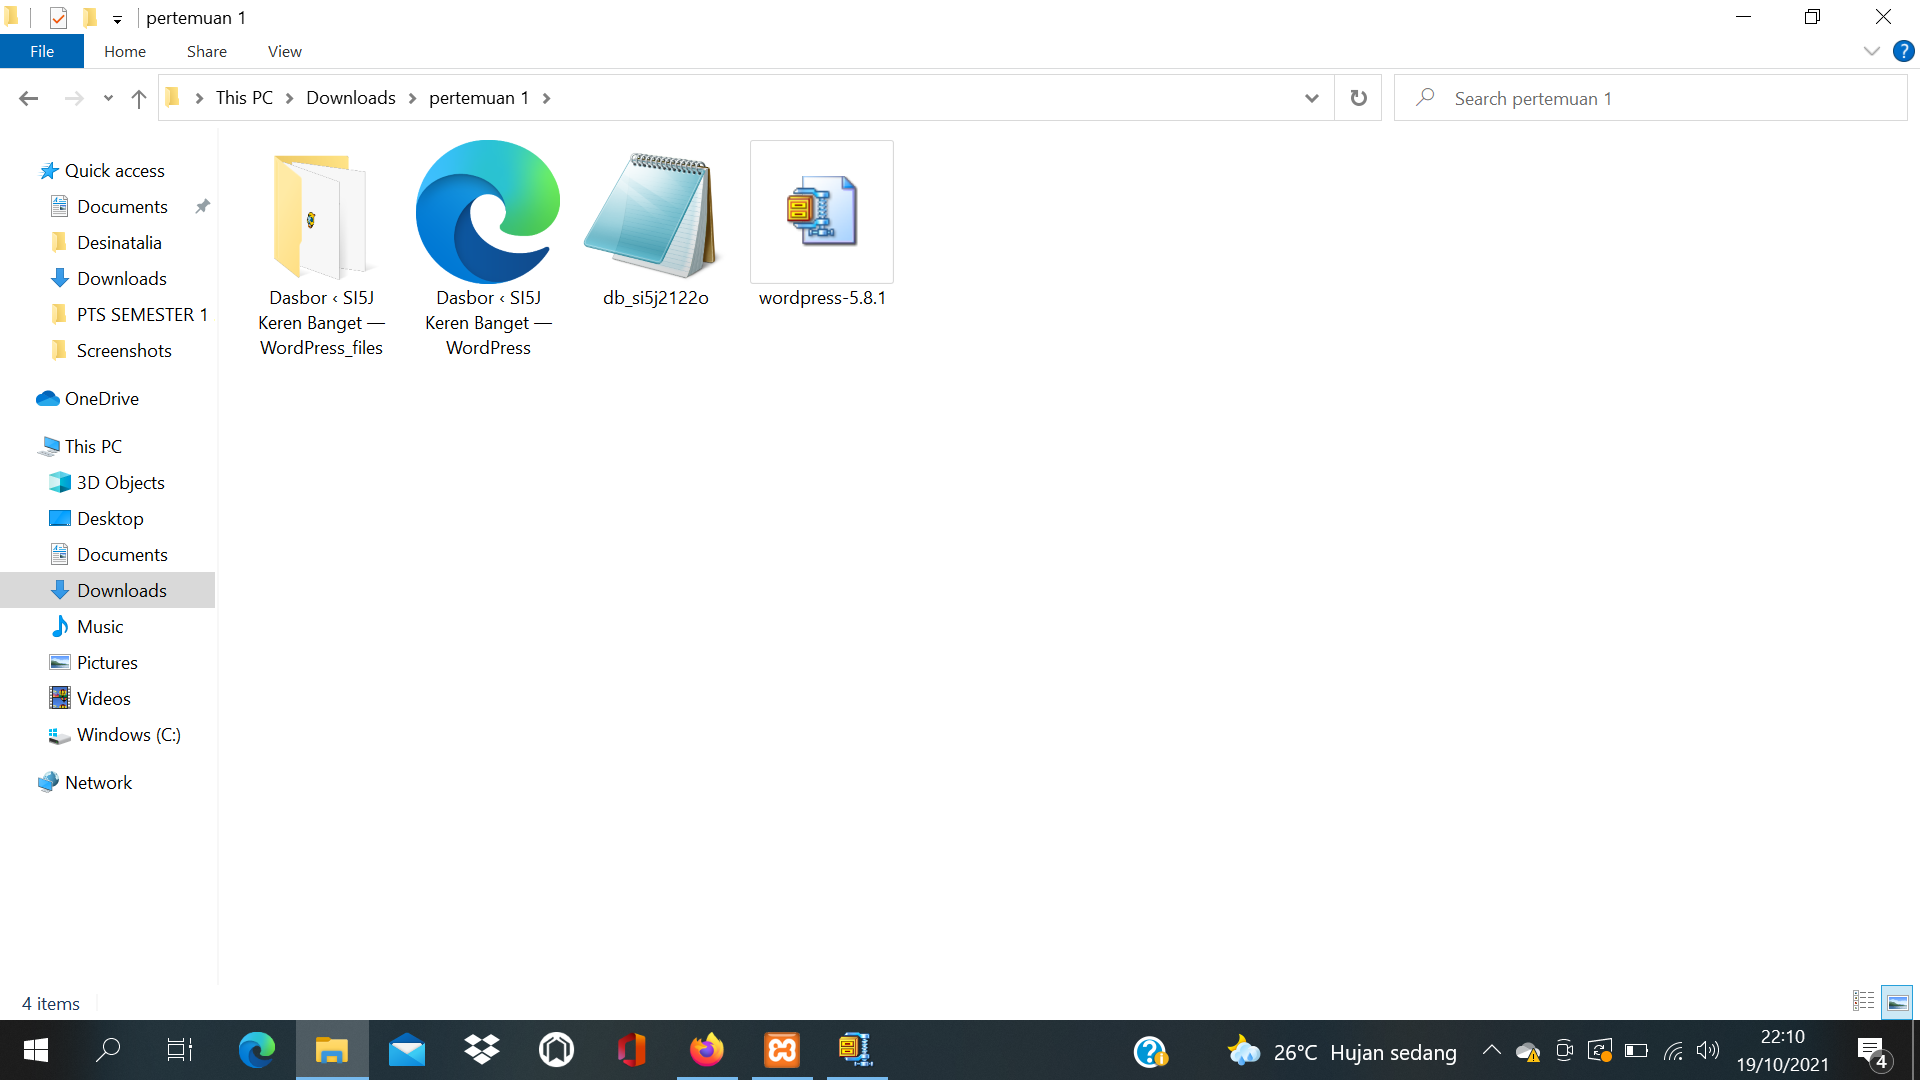 pertemuan 1
File
Home
Share
View
?
This PC
Downloads
pertemuan 1
Search pertemuan 1
Quick access
Documents
Desinatalia
Downloads
PTS SEMESTER 1
Screenshots
OneDrive
This PC
3D Objects
Desktop
Documents
Downloads
Music
Pictures
Videos
Windows (C:)
Network
Dasbor ‹ SI5J
Keren Banget —
WordPress_files
Dasbor ‹ SI5J
Keren Banget —
WordPress
db_si5j2122o
wordpress-5.8.1
4 items
26°C Hujan sedang
22:10
19/10/2021
4